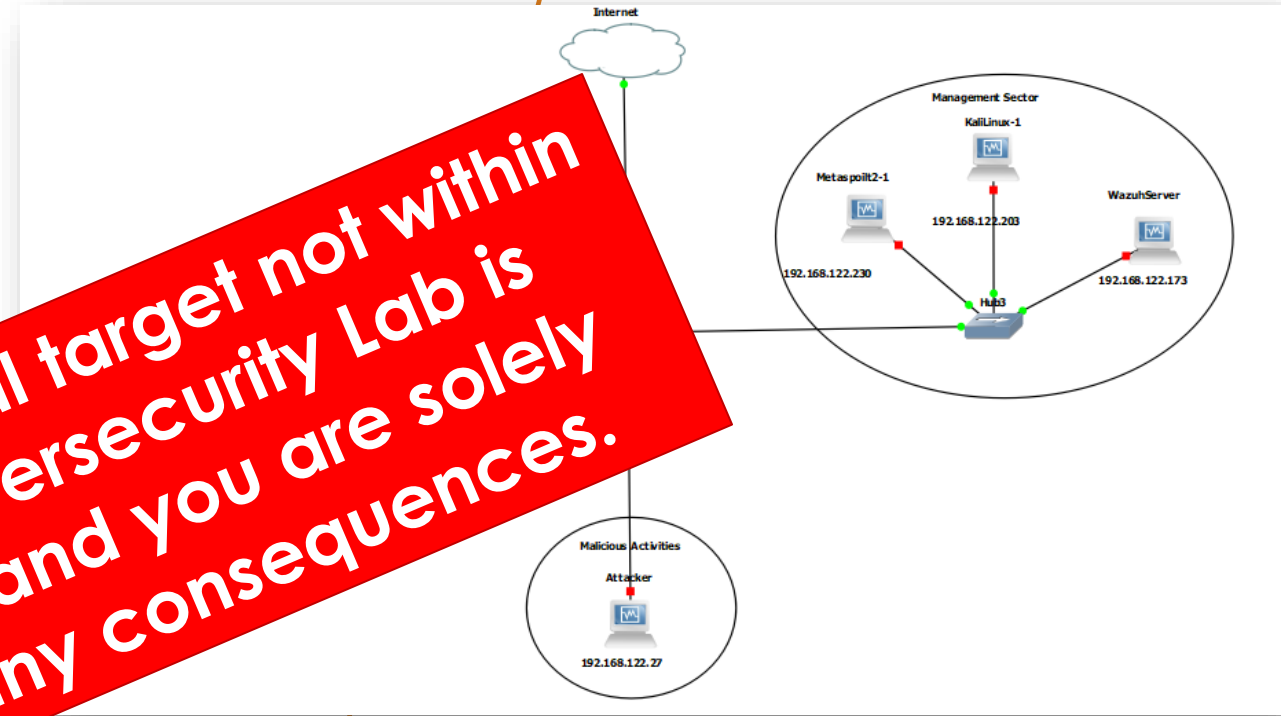 Internet
Management Sector
KaliLinux-1
Metaspoilt2-1
WazuhServer
192.168.122.203
192.168.122.230
192.168.122.173
Hub3
target not within
Lab is
and you are solely
consequences.
Malicious Activities
Attacker
192.168.122.27